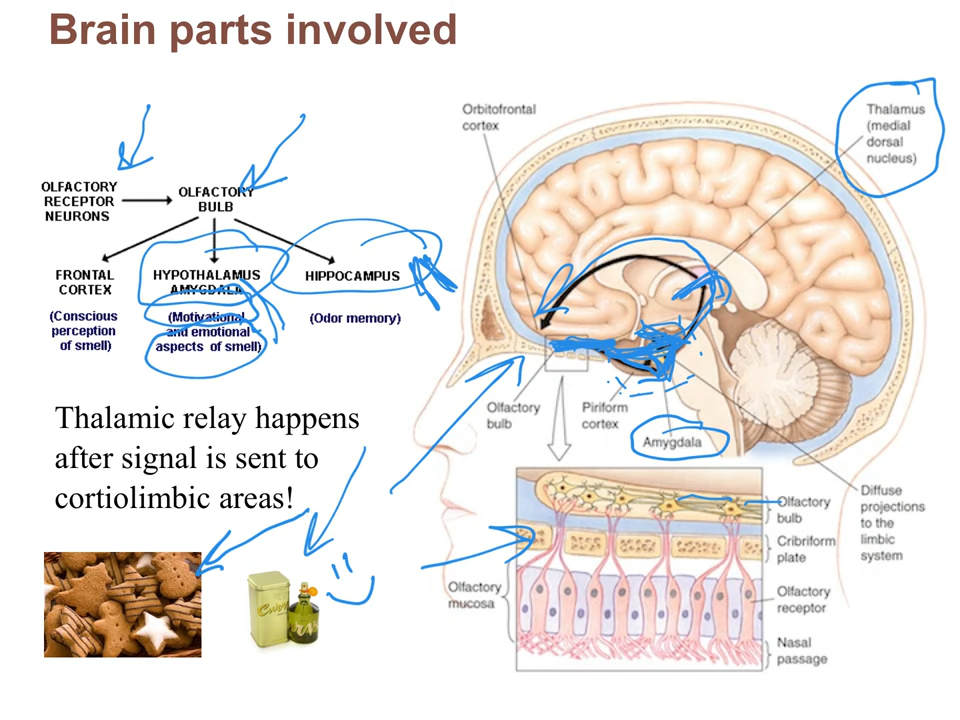 Brain parts involved
OLFACTORY
RECEPTOR
NEURONS
OLFACTORY
BULB
FRONTAL
CORTEX
(Conscious
perception
of smell)
HYPOTHALAMUS
AMYGDALA
(Motivational
and emotional
aspects of smell)
HIPPOCAMPUS
(Odor memory)
Thalamic relay happens
after signal is sent to
cortiolimbic areas!
Orbitofrontal
cortex
Thalamus
(medial
dorsal
nucleus)
Olfactory
bulb
Piriform
cortex
Amygdala
Diffuse
projections
to the
limbic
system
Olfactory
bulb
Cribriform
plate
Olfactory
mucosa
Olfactory
receptor
Nasal
passage